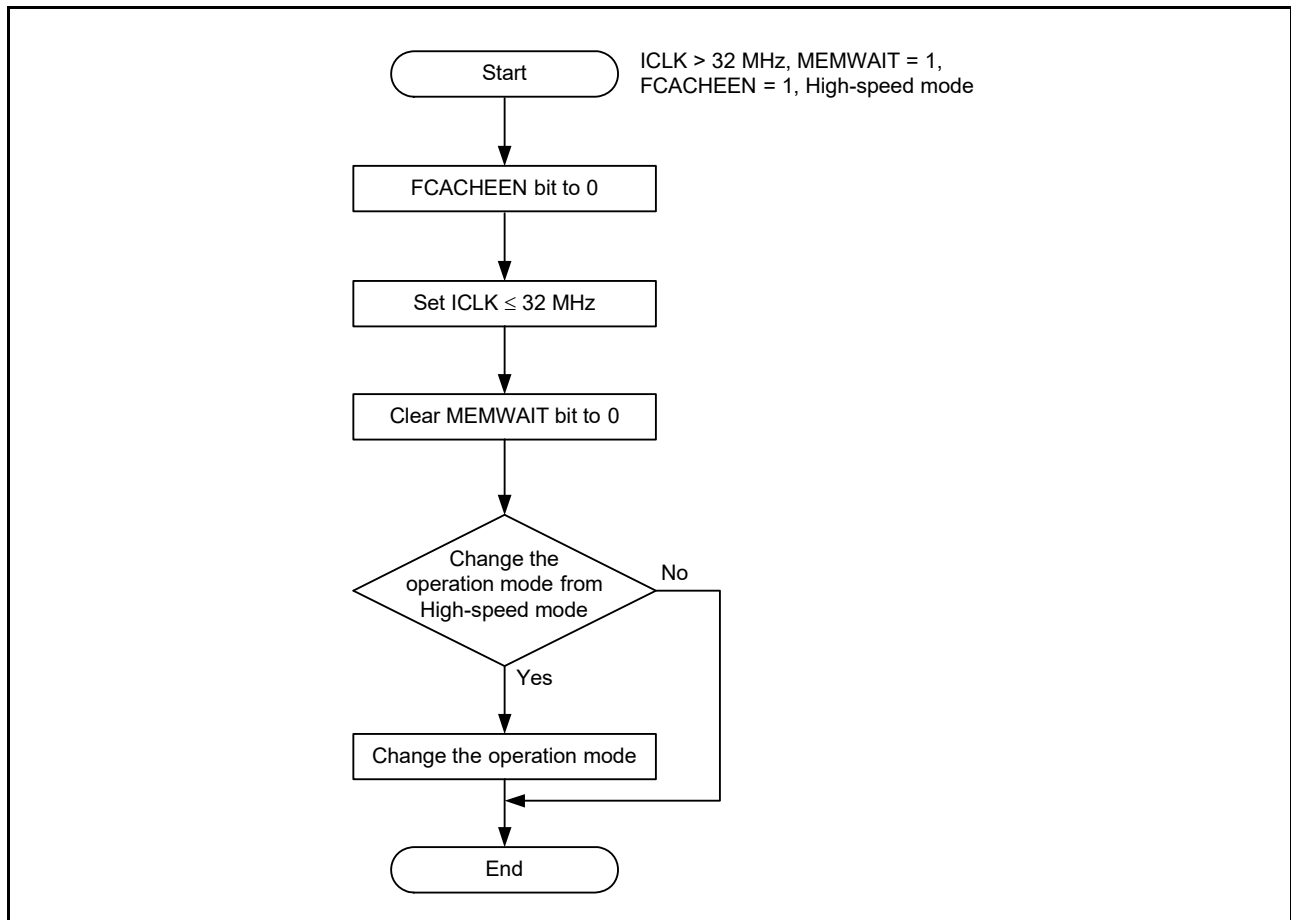 Start
ICLK > 32 MHz, MEMWAIT = 1,
FCACHEEN = 1, High-speed mode
FCACHEEN bit to 0
Set ICLK ≤ 32 MHz
Clear MEMWAIT bit to 0
Change the
operation mode from
High-speed mode
No
Yes
Change the operation mode
End